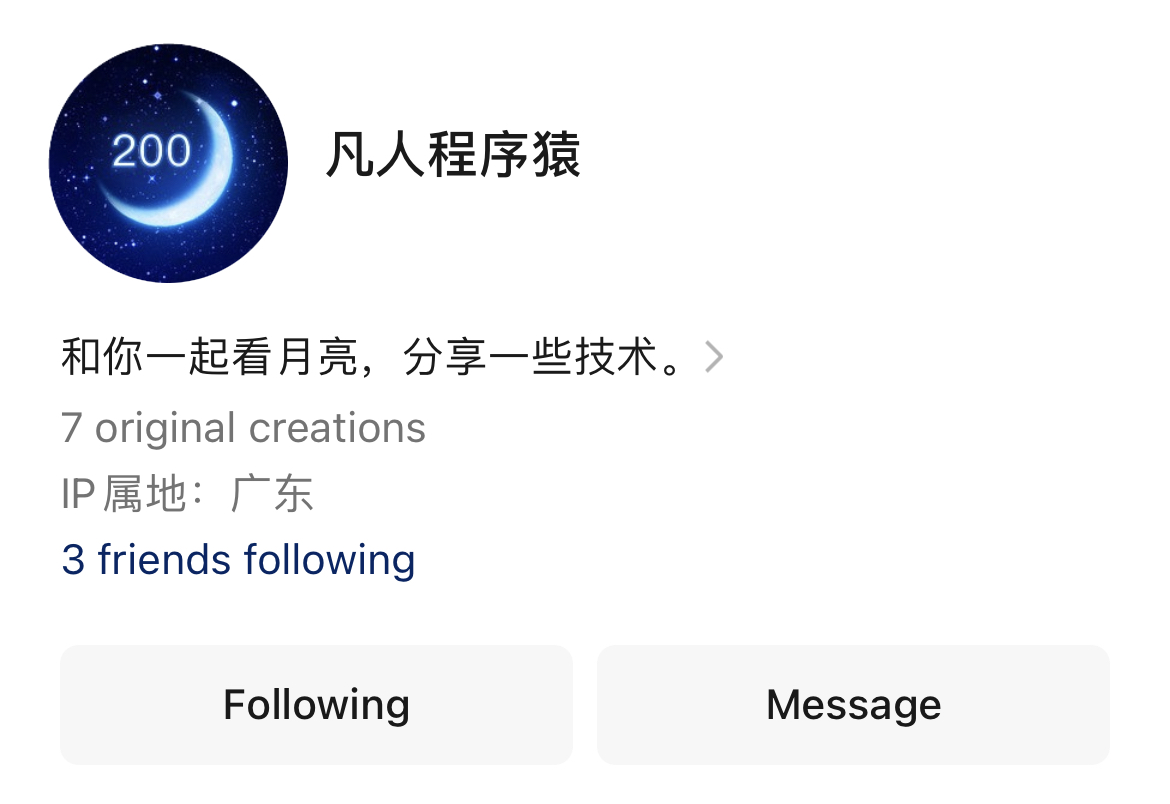 200
凡人程序猿
和你一起看月亮，分享一些技术。
7 original creations
IP属地：广东
3 friends following
Following
Message